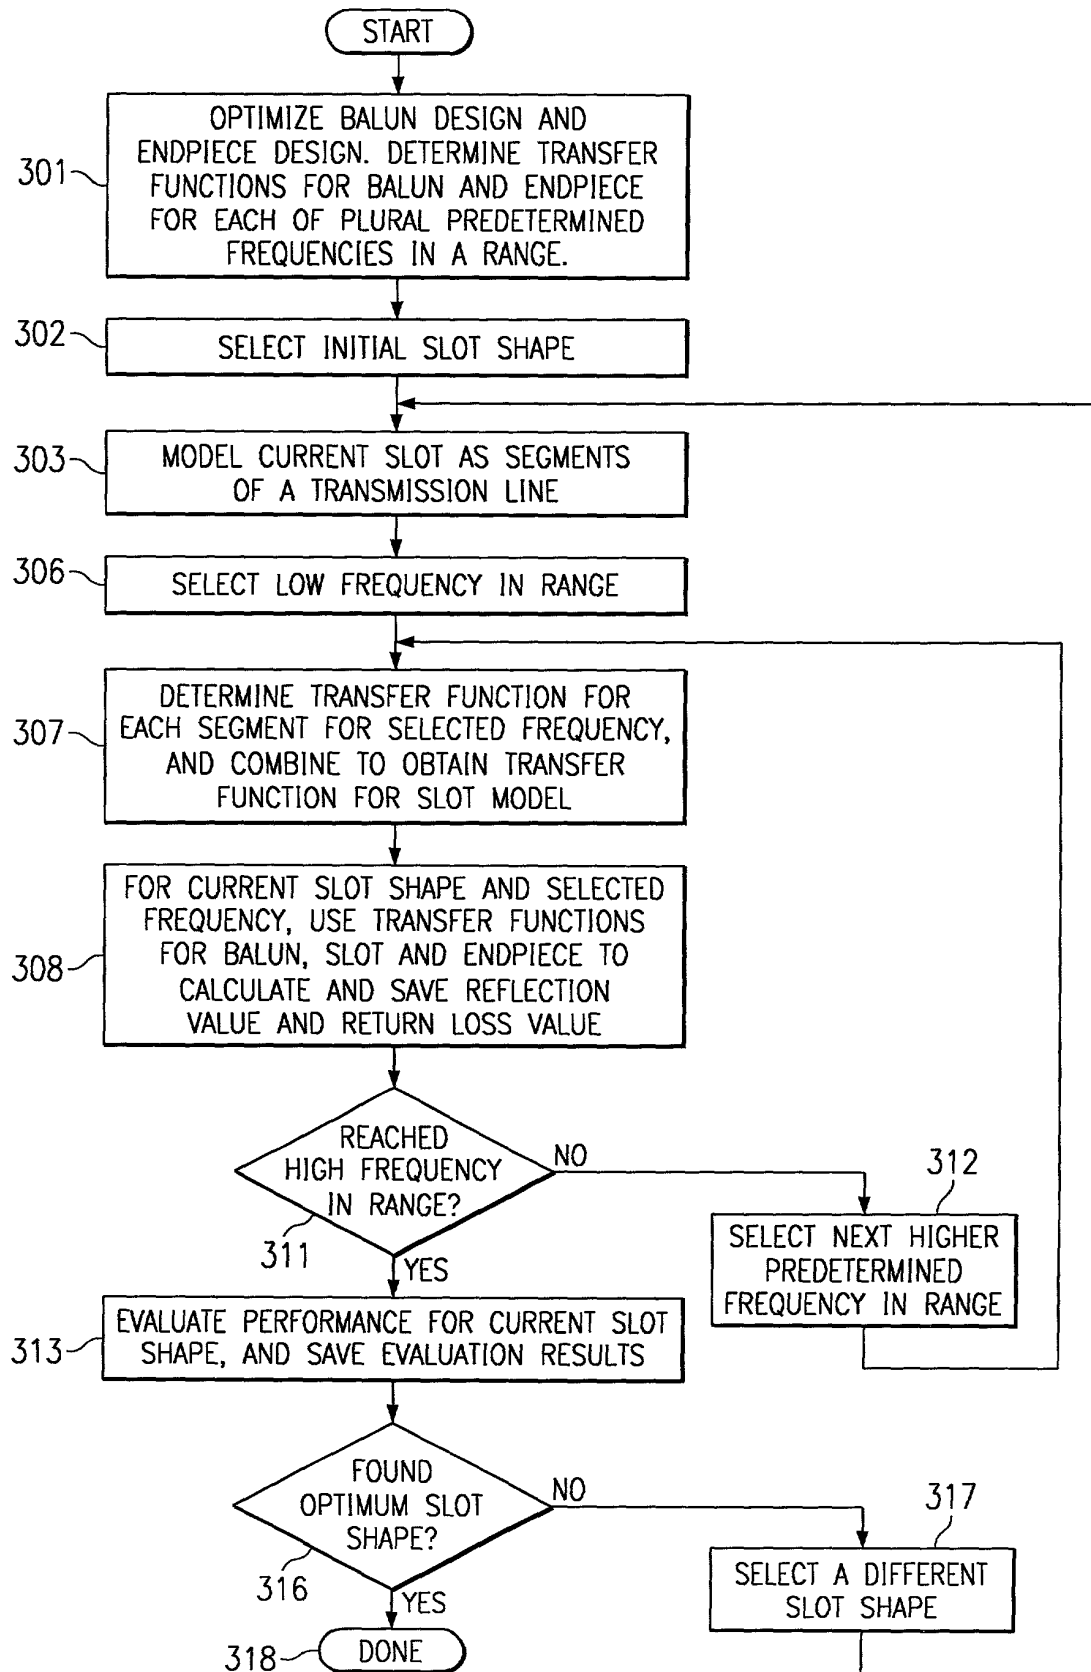 START
301
OPTIMIZE BALUN DESIGN AND
ENDPIECE DESIGN. DETERMINE TRANSFER
FUNCTIONS FOR BALUN AND ENDPIECE
FOR EACH OF PLURAL PREDETERMINED
FREQUENCIES IN A RANGE.
302
SELECT INITIAL SLOT SHAPE
303
MODEL CURRENT SLOT AS SEGMENTS
OF A TRANSMISSION LINE
306
SELECT LOW FREQUENCY IN RANGE
307
DETERMINE TRANSFER FUNCTION FOR
EACH SEGMENT FOR SELECTED FREQUENCY,
AND COMBINE TO OBTAIN TRANSFER
FUNCTION FOR SLOT MODEL
308
FOR CURRENT SLOT SHAPE AND SELECTED
FREQUENCY, USE TRANSFER FUNCTIONS
FOR BALUN, SLOT AND ENDPIECE TO
CALCULATE AND SAVE REFLECTION
VALUE AND RETURN LOSS VALUE
REACHED
HIGH FREQUENCY
IN RANGE?
311
NO
YES
312
SELECT NEXT HIGHER
PREDETERMINED
FREQUENCY IN RANGE
313
EVALUATE PERFORMANCE FOR CURRENT SLOT
SHAPE, AND SAVE EVALUATION RESULTS
FOUND
OPTIMUM SLOT
SHAPE?
316
NO
YES
317
SELECT A DIFFERENT
SLOT SHAPE
318
DONE